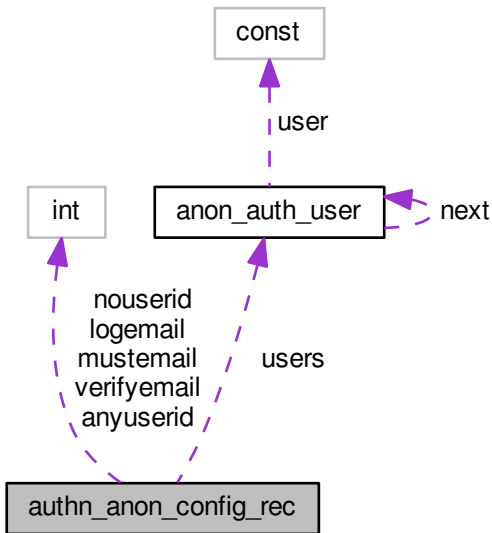 const
user
int
anon_auth_user
next
nouserid
logemail
mustemail
verifyemail
anyuserid
users
authn_anon_config_rec